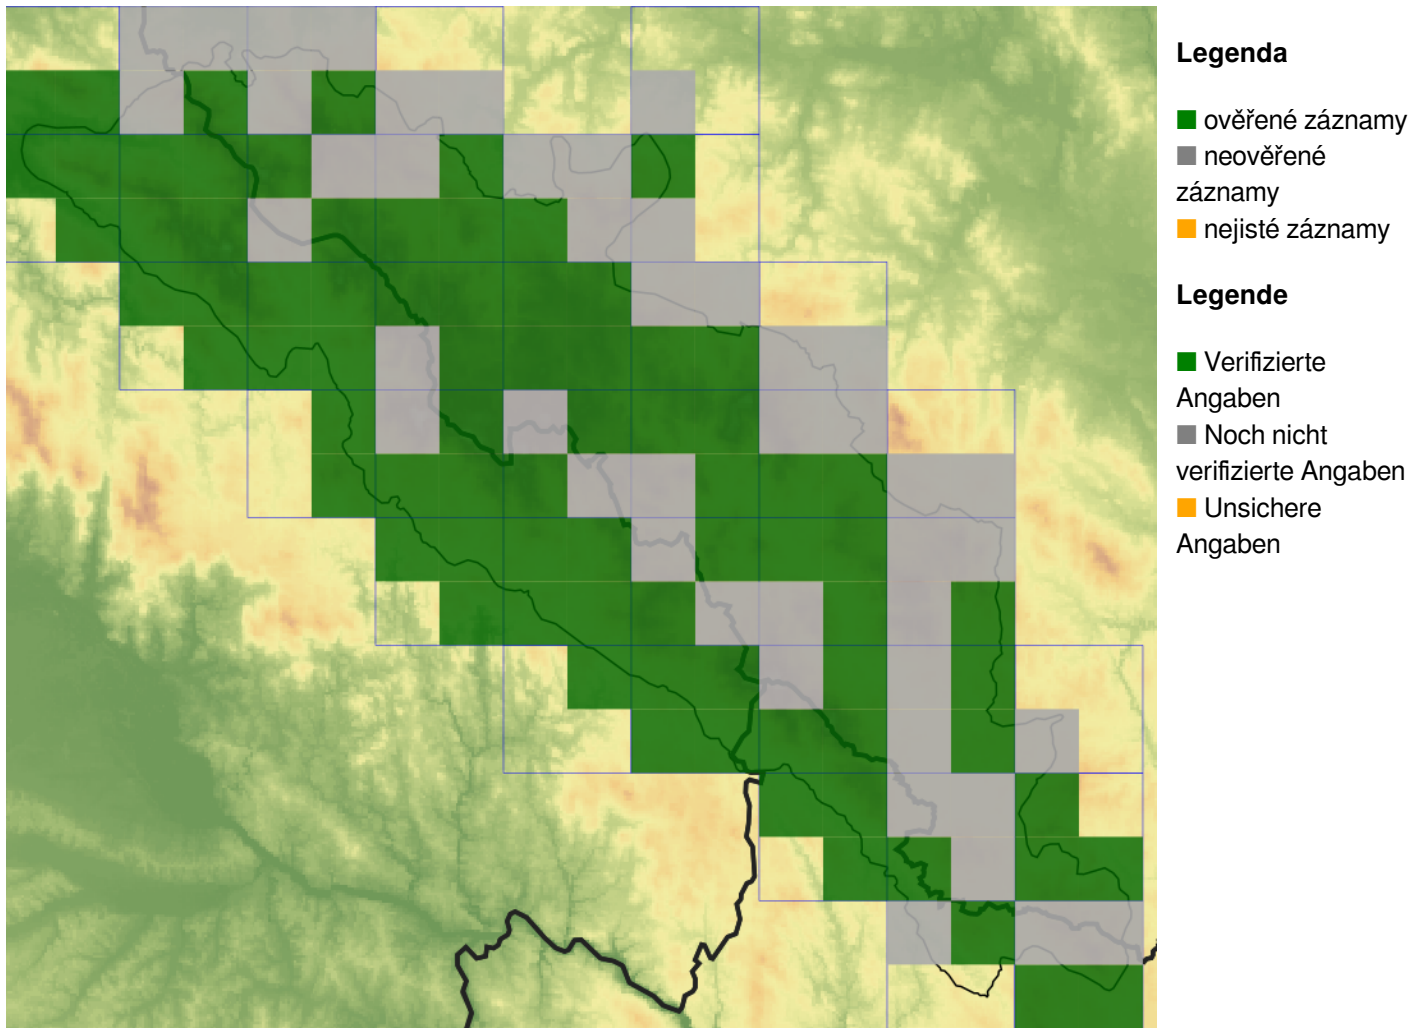 Legenda
ověřené záznamy
neověřené
záznamy
nejisté záznamy
Legende
Verifizierte
Angaben
Noch nicht
verifizierte Angaben
Unsichere
Angaben